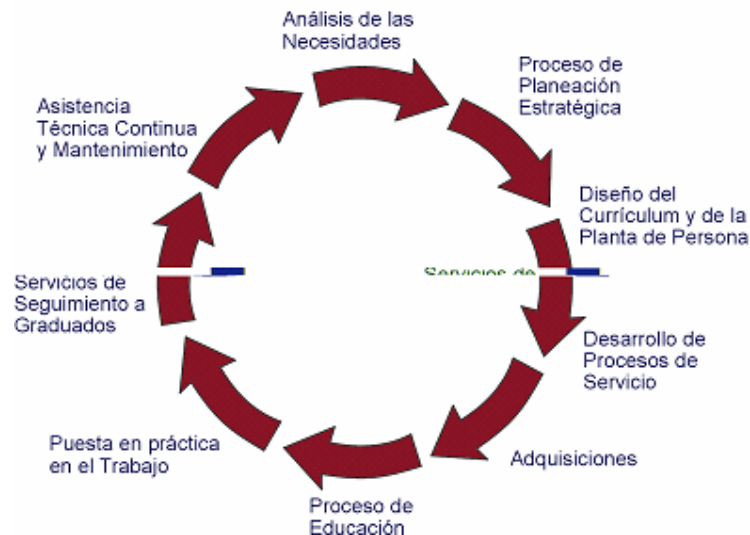 Análisis de las
Necesidades
Proceso de
Planeación
Estratégica
Diseño del
Currículum y de la
Planta de Persona
Desarrollo de
Procesos de
Servicio
Adquisiciones
Proceso de
Educación
Puesta en práctica
en el Trabajo
Servicios de
Seguimiento a
Graduados
Asistencia
Técnica Continua
y Mantenimiento
Servicios de